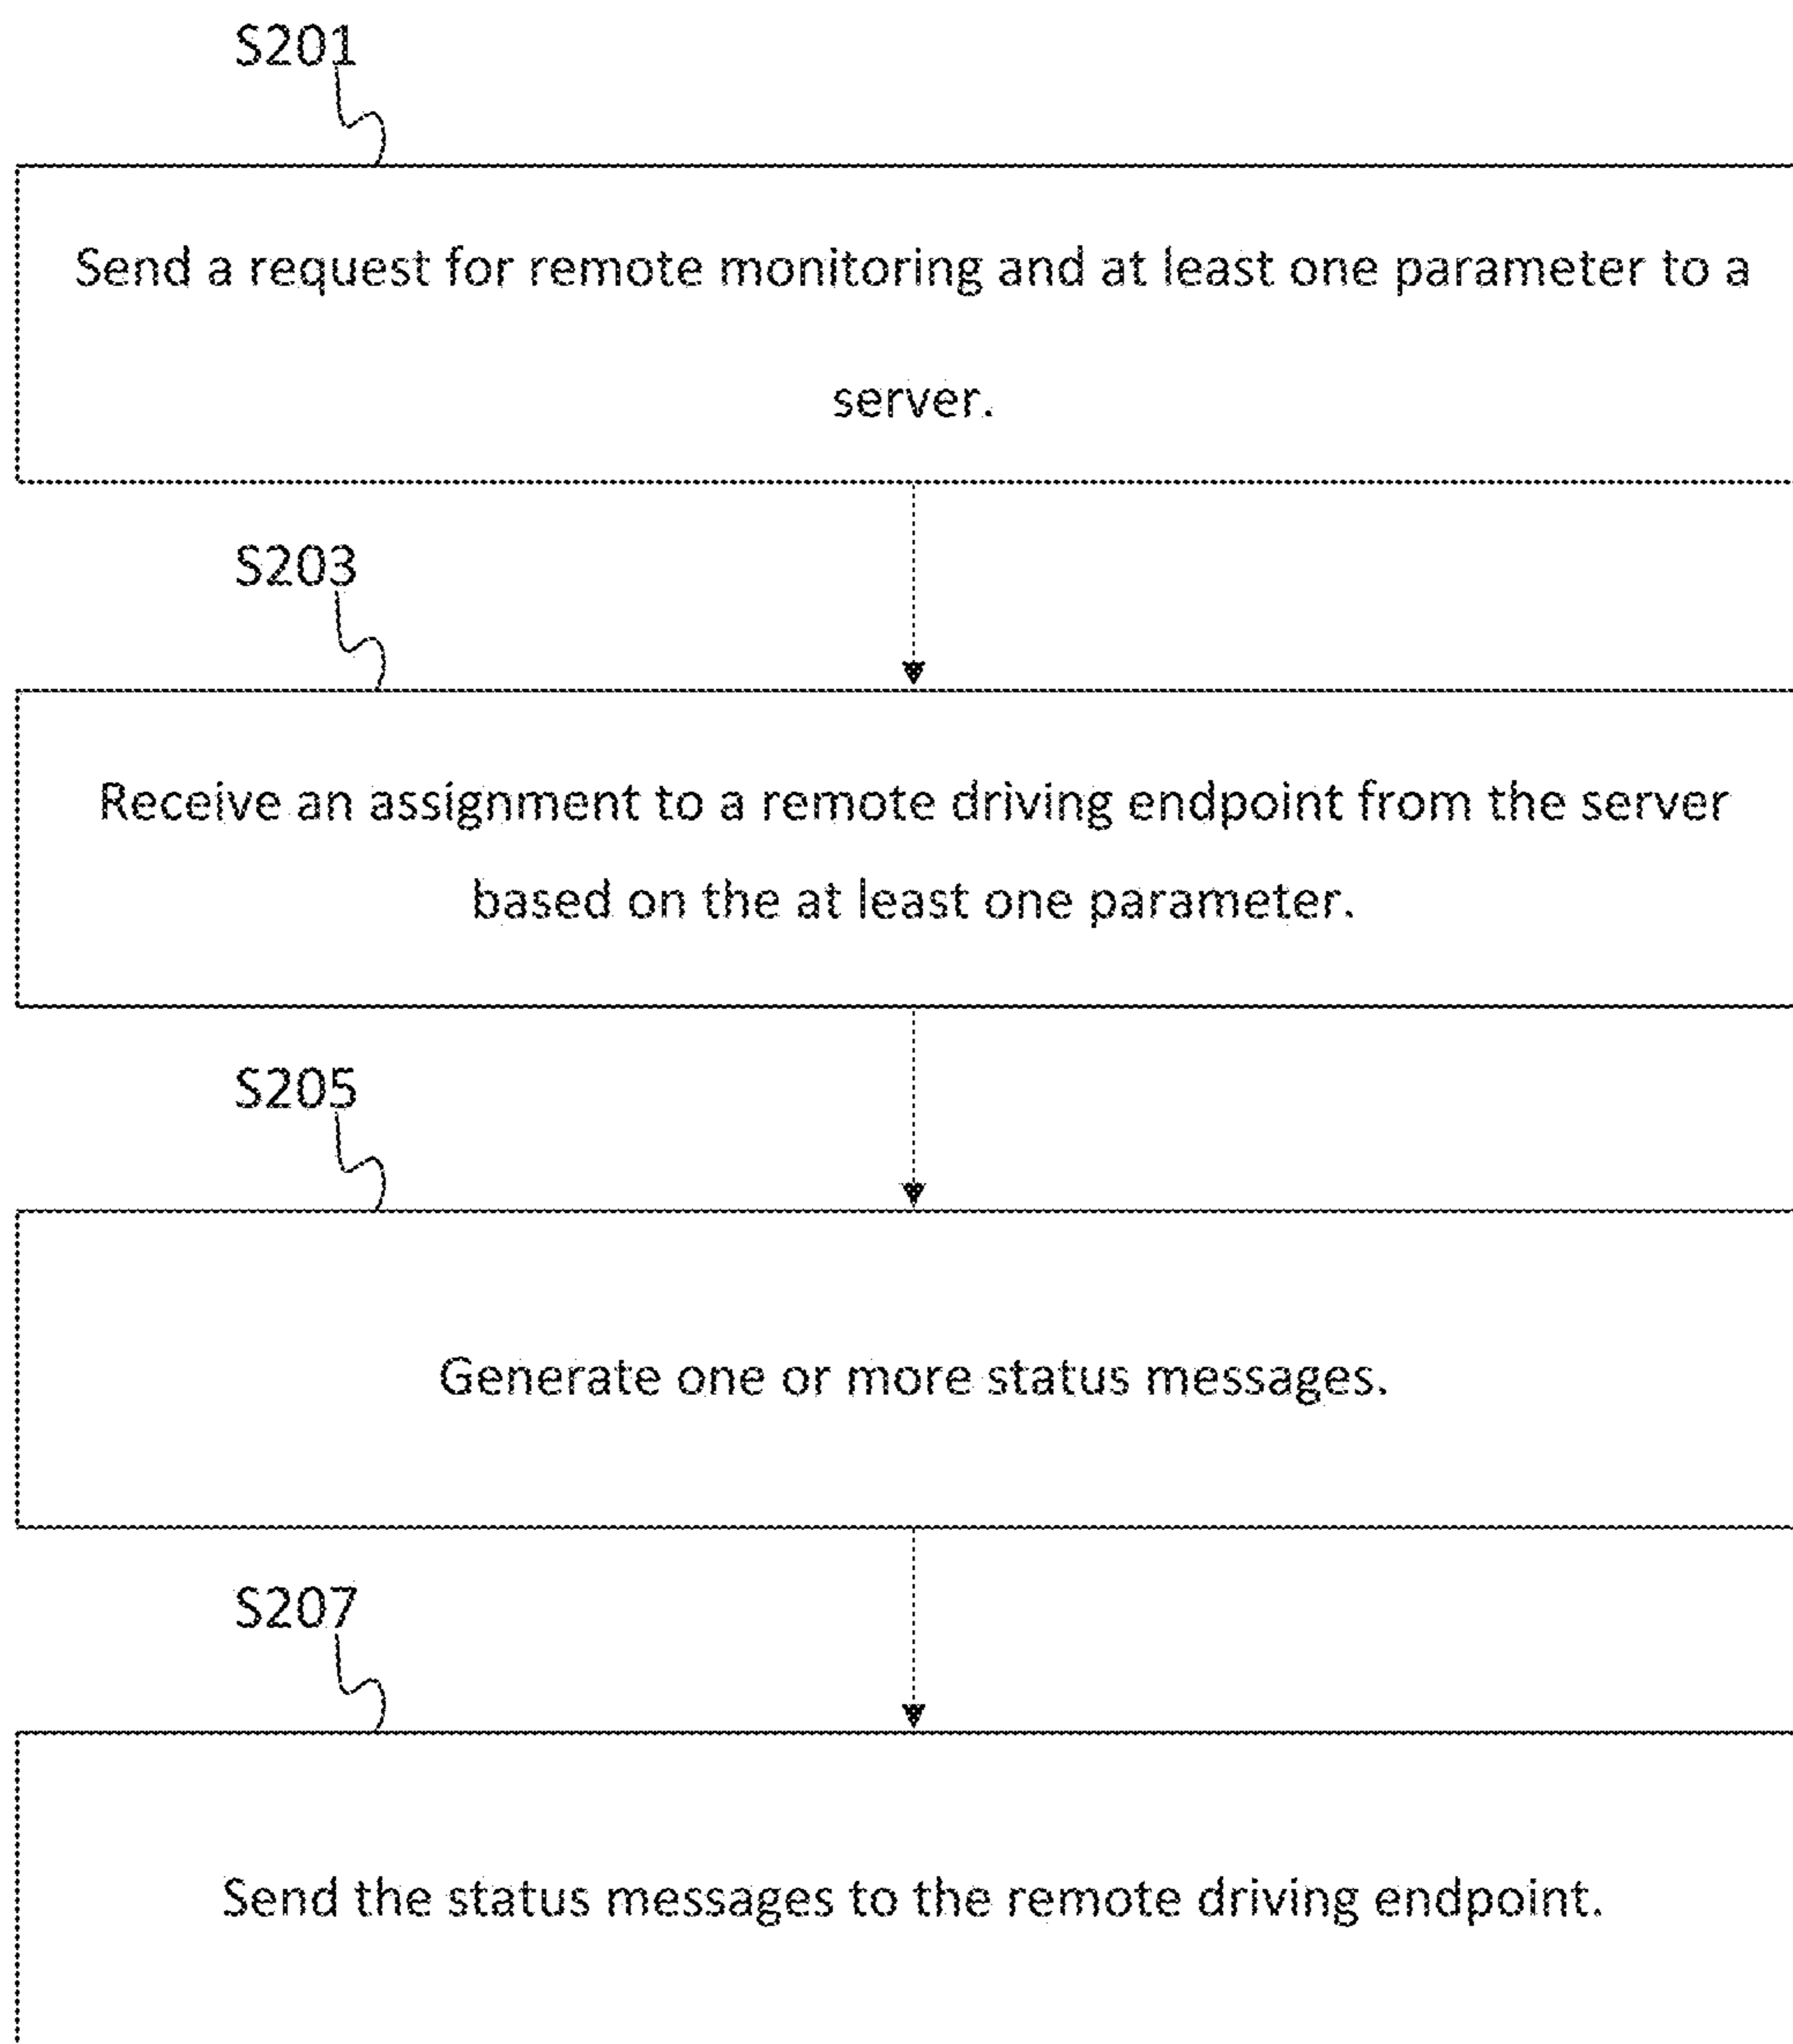 S201
Send a request for remote monitoring and at least one parameter to a
server.
S203
Receive an assignment to a remote driving endpoint from the server
based on the at least one parameter.
S205
Generate one or more status messages.
S207
Send the status messages to the remote driving endpoint.